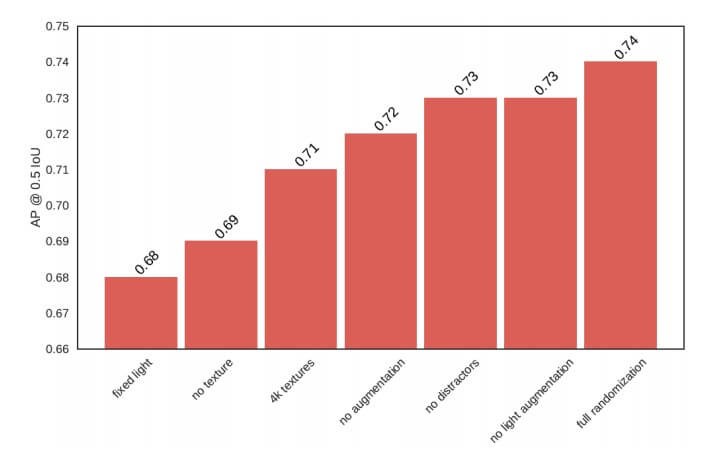 0.75
0.74
0.73
0.72
0.71
0.70
0.69
0.68
0.67
0.66
AP @ 0.5 IoU
0.68
0.69
0.71
0.72
0.73
0.73
0.74
fixed light
no texture
4k textures
no augmentation
no distractors
no light augmentation
full randomization